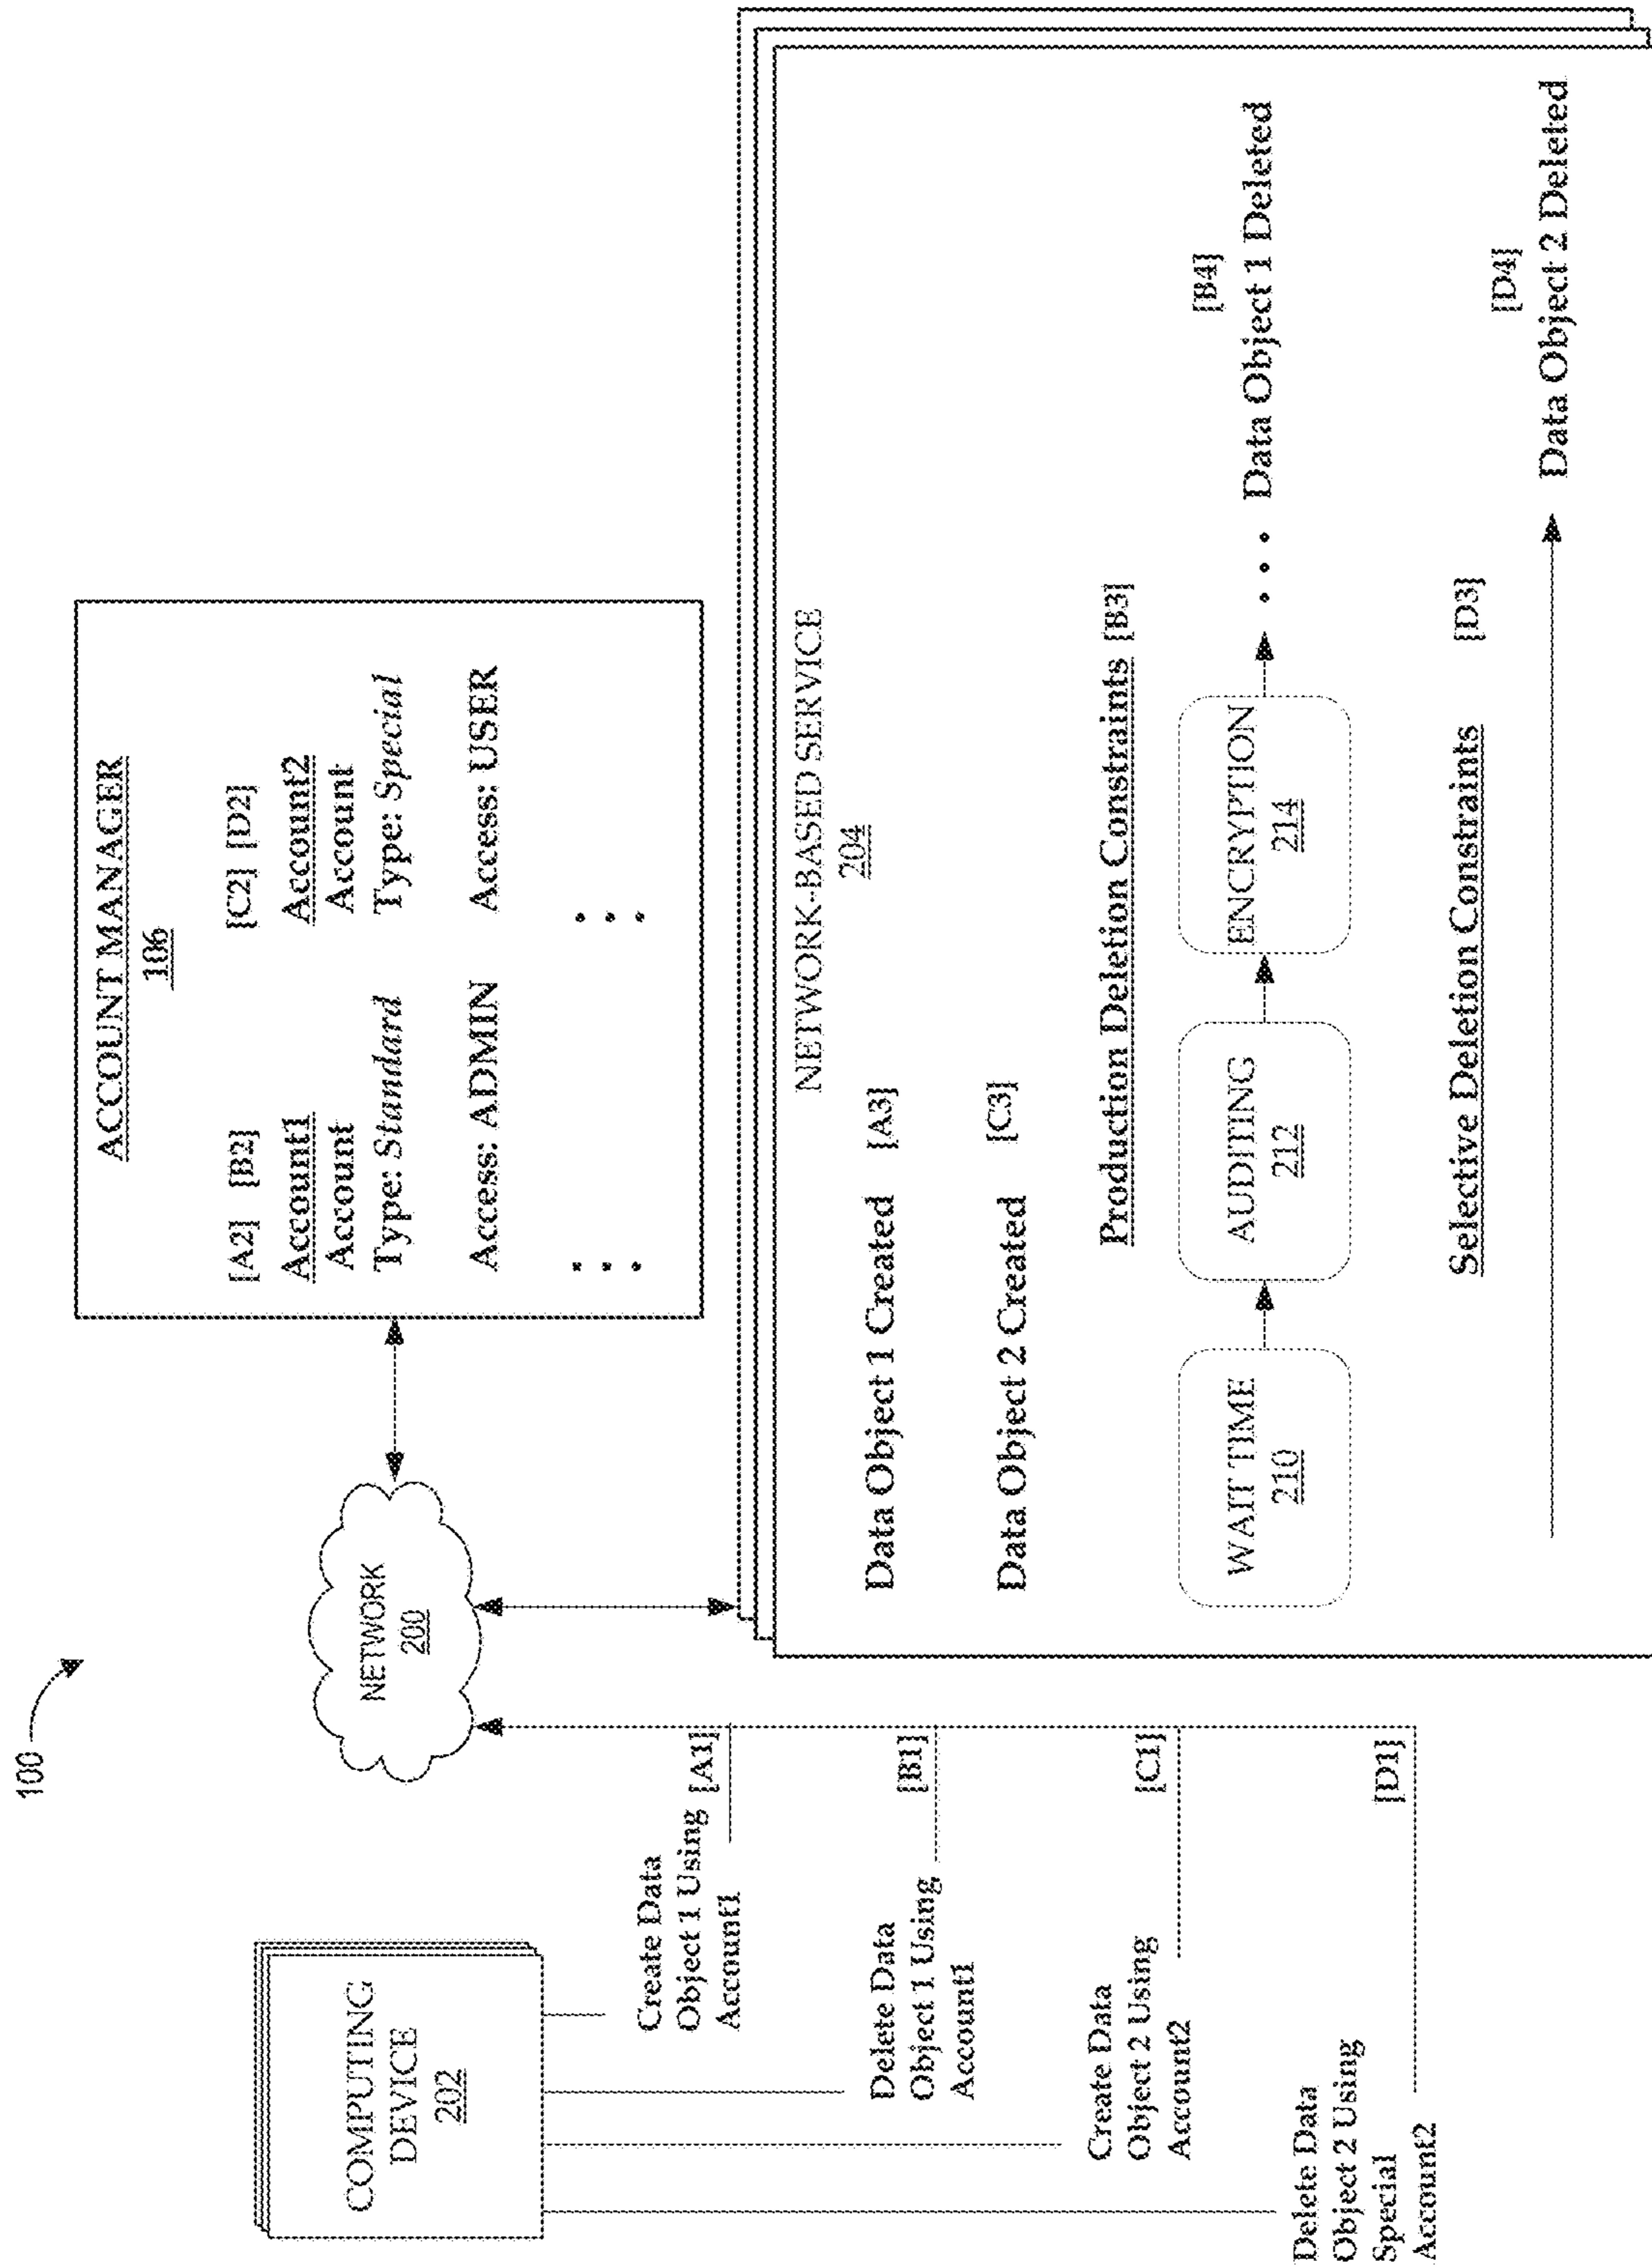 100
COMPUTING
DEVICE
202
NETWORK
200
ACCOUNT MANAGER
106
[A2] [B2]
Account1
Account
Type: Standard
Access: ADMIN
[C2] [D2]
Account2
Account
Type: Special
Access: USER
Create Data
Object 1 Using
Account1
[A1]
Delete Data
Object 1 Using
Account1
[B1]
Create Data
Object 2 Using
Account2
[C1]
Delete Data
Object 2 Using
Special
Account2
[D1]
NETWORK-BASED SERVICE
204
Data Object 1 Created [A3]
Data Object 2 Created [C3]
Production Deletion Constraints [B3]
WAIT TIME
210
AUDITING
212
ENCRYPTION
214
. . . Data Object 1 Deleted
[B4]
Selective Deletion Constraints [D3]
Data Object 2 Deleted
[D4]